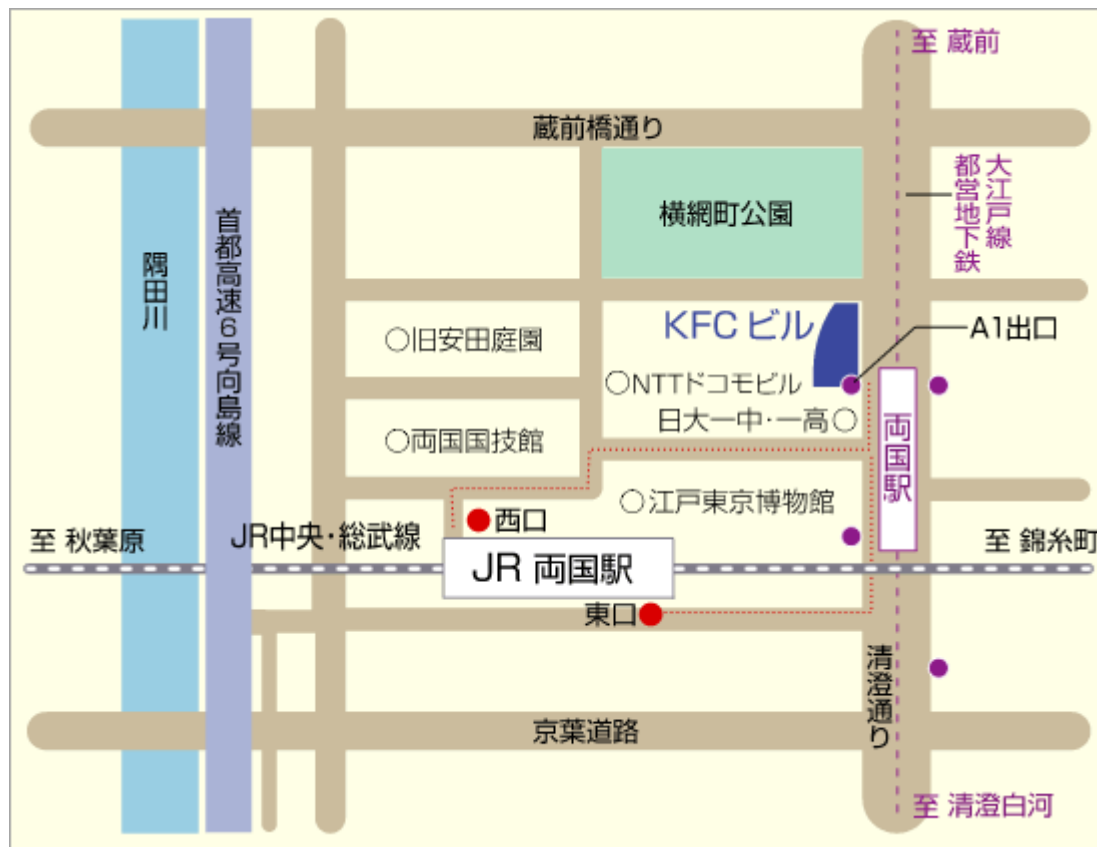 至 蔵前
蔵前橋通り
大江戸線
都営地下鉄
横網町公園
首都高速6号向島線
隅田川
KFC ビル
A1出口
○旧安田庭園
○NTTドコモビル
日大一中・一高○
○両国国技館
両国駅
○江戸東京博物館
西口
至 秋葉原
JR中央・総武線
至 錦糸町
JR 両国駅
東口
清澄通り
京葉道路
至 清澄白河